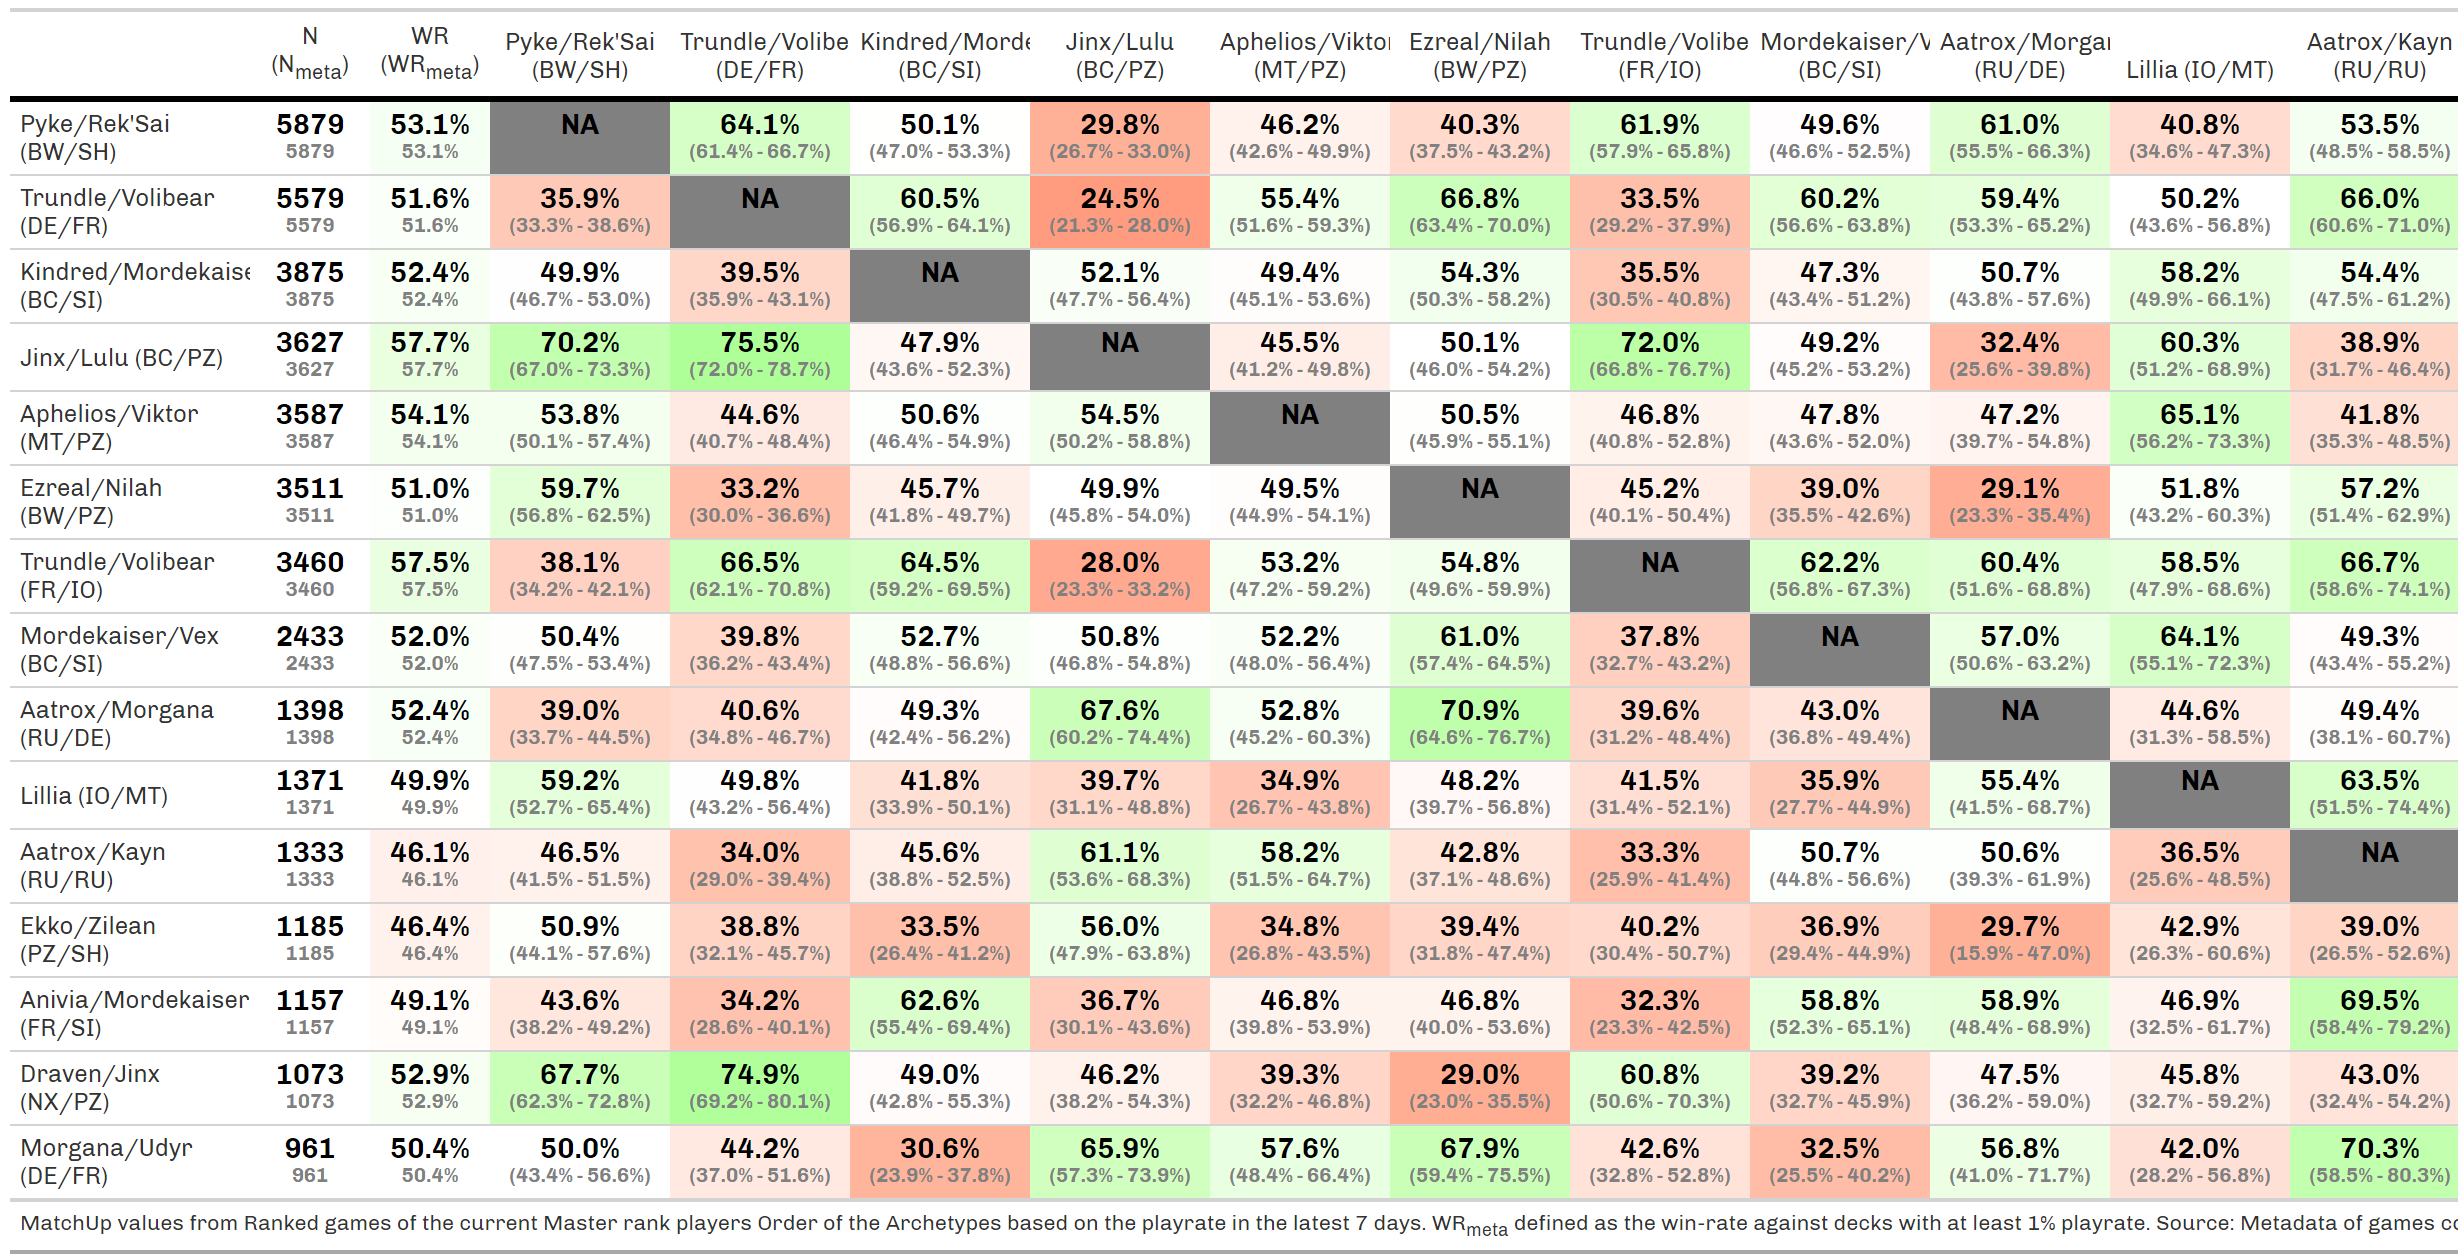 N WR Pyke/Rek'Sai Trundle/Volibe Kindred/Morde Jinx/Lulu Aphelios/Viktor Ezreal/Nilah Trundle/Volibe Mordekaiser/V Aatrox/Morgar Aatrox/Kayn
(Nmeta) (WRmeta) (BW/SH) (DE/FR) (BC/SI) (BC/PZ) (MT/PZ) (BW/PZ) (FR/IO) (BC/SI) (RU/DE) Lillia (IO/MT) (RU/RU)
Pyke/Rek'Sai 5879 53.1% NA 64.1% 50.1% 29.8% 46.2% 40.3% 61.9% 49.6% 61.0% 40.8% 53.5%
(BW/SH) 5879 53.1% (61.4% - 66.7%) (47.0% - 53.3%) (26.7% - 33.0%) (42.6% - 49.9%) (37.5% - 43.2%) (57.9% - 65.8%) (46.6% - 52.5%) (55.5% - 66.3%) (34.6% - 47.3%) (48.5% - 58.5%)
Trundle/Volibear 5579 51.6% 35.9% NA 60.5% 24.5% 55.4% 66.8% 33.5% 60.2% 59.4% 50.2% 66.0%
(DE/FR) 5579 51.6% (33.3% - 38.6%) (56.9% - 64.1%) (21.3% - 28.0%) (51.6% - 59.3%) (63.4% - 70.0%) (29.2% - 37.9%) (56.6% - 63.8%) (53.3% - 65.2%) (43.6% - 56.8%) (60.6% - 71.0%)
Kindred/Mordekaise 3875 52.4% 49.9% 39.5% NA 52.1% 49.4% 54.3% 35.5% 47.3% 50.7% 58.2% 54.4%
(BC/SI) 3875 52.4% (46.7% - 53.0%) (35.9% - 43.1%) (47.7% - 56.4%) (45.1% - 53.6%) (50.3% - 58.2%) (30.5% - 40.8%) (43.4% - 51.2%) (43.8% - 57.6%) (49.9% - 66.1%) (47.5% - 61.2%)
Jinx/Lulu (BC/PZ) 3627 57.7% 70.2% 75.5% 47.9% NA 45.5% 50.1% 72.0% 49.2% 32.4% 60.3% 38.9%
3627 57.7% (67.0% - 73.3%) (72.0% - 78.7%) (43.6% - 52.3%) (41.2% - 49.8%) (46.0% - 54.2%) (66.8% - 76.7%) (45.2% - 53.2%) (25.6% - 39.8%) (51.2% - 68.9%) (31.7% - 46.4%)
Aphelios/Viktor 3587 54.1% 53.8% 44.6% 50.6% 54.5% NA 50.5% 46.8% 47.8% 47.2% 65.1% 41.8%
(MT/PZ) 3587 54.1% (50.1% - 57.4%) (40.7% - 48.4%) (46.4% - 54.9%) (50.2% - 58.8%) (45.9% - 55.1%) (40.8% - 52.8%) (43.6% - 52.0%) (39.7% - 54.8%) (56.2% - 73.3%) (35.3% - 48.5%)
Ezreal/Nilah 3511 51.0% 59.7% 33.2% 45.7% 49.9% 49.5% NA 45.2% 39.0% 29.1% 51.8% 57.2%
(BW/PZ) 3511 51.0% (56.8% - 62.5%) (30.0% - 36.6%) (41.8% - 49.7%) (45.8% - 54.0%) (44.9% - 54.1%) (40.1% - 50.4%) (35.5% - 42.6%) (23.3% - 35.4%) (43.2% - 60.3%) (51.4% - 62.9%)
Trundle/Volibear 3460 57.5% 38.1% 66.5% 64.5% 28.0% 53.2% 54.8% NA 62.2% 60.4% 58.5% 66.7%
(FR/IO) 3460 57.5% (34.2% - 42.1%) (62.1% - 70.8%) (59.2% - 69.5%) (23.3% - 33.2%) (47.2% - 59.2%) (49.6% - 59.9%) (56.8% - 67.3%) (51.6% - 68.8%) (47.9% - 68.6%) (58.6% - 74.1%)
Mordekaiser/Vex 2433 52.0% 50.4% 39.8% 52.7% 50.8% 52.2% 61.0% 37.8% NA 57.0% 64.1% 49.3%
(BC/SI) 2433 52.0% (47.5% - 53.4%) (36.2% - 43.4%) (48.8% - 56.6%) (46.8% - 54.8%) (48.0% - 56.4%) (57.4% - 64.5%) (32.7% - 43.2%) (50.6% - 63.2%) (55.1% - 72.3%) (43.4% - 55.2%)
Aatrox/Morgana 1398 52.4% 39.0% 40.6% 49.3% 67.6% 52.8% 70.9% 39.6% 43.0% NA 44.6% 49.4%
(RU/DE) 1398 52.4% (33.7% - 44.5%) (34.8% - 46.7%) (42.4% - 56.2%) (60.2% - 74.4%) (45.2% - 60.3%) (64.6% - 76.7%) (31.2% - 48.4%) (36.8% - 49.4%) (31.3% - 58.5%) (38.1% - 60.7%)
Lillia (IO/MT) 1371 49.9% 59.2% 49.8% 41.8% 39.7% 34.9% 48.2% 41.5% 35.9% 55.4% NA 63.5%
1371 49.9% (52.7% - 65.4%) (43.2% - 56.4%) (33.9% - 50.1%) (31.1% - 48.8%) (26.7% - 43.8%) (39.7% - 56.8%) (31.4% - 52.1%) (27.7% - 44.9%) (41.5% - 68.7%) (51.5% - 74.4%)
Aatrox/Kayn 1333 46.1% 46.5% 34.0% 45.6% 61.1% 58.2% 42.8% 33.3% 50.7% 50.6% 36.5% NA
(RU/RU) 1333 46.1% (41.5% - 51.5%) (29.0% - 39.4%) (38.8% - 52.5%) (53.6% - 68.3%) (51.5% - 64.7%) (37.1% - 48.6%) (25.9% - 41.4%) (44.8% - 56.6%) (39.3% - 61.9%) (25.6% - 48.5%)
Ekko/Zilean 1185 46.4% 50.9% 38.8% 33.5% 56.0% 34.8% 39.4% 40.2% 36.9% 29.7% 42.9% 39.0%
(PZ/SH) 1185 46.4% (44.1% - 57.6%) (32.1% - 45.7%) (26.4% - 41.2%) (47.9% - 63.8%) (26.8% - 43.5%) (31.8% - 47.4%) (30.4% - 50.7%) (29.4% - 44.9%) (15.9% - 47.0%) (26.3% - 60.6%) (26.5% - 52.6%)
Anivia/Mordekaiser 1157 49.1% 43.6% 34.2% 62.6% 36.7% 46.8% 46.8% 32.3% 58.8% 58.9% 46.9% 69.5%
(FR/SI) 1157 49.1% (38.2% - 49.2%) (28.6% - 40.1%) (55.4% - 69.4%) (30.1% - 43.6%) (39.8% - 53.9%) (40.0% - 53.6%) (23.3% - 42.5%) (52.3% - 65.1%) (48.4% - 68.9%) (32.5% - 61.7%) (58.4% - 79.2%)
Draven/Jinx 1073 52.9% 67.7% 74.9% 49.0% 46.2% 39.3% 29.0% 60.8% 39.2% 47.5% 45.8% 43.0%
(NX/PZ) 1073 52.9% (62.3% - 72.8%) (69.2% - 80.1%) (42.8% - 55.3%) (38.2% - 54.3%) (32.2% - 46.8%) (23.0% - 35.5%) (50.6% - 70.3%) (32.7% - 45.9%) (36.2% - 59.0%) (32.7% - 59.2%) (32.4% - 54.2%)
Morgana/Udyr 961 50.4% 50.0% 44.2% 30.6% 65.9% 57.6% 67.9% 42.6% 32.5% 56.8% 42.0% 70.3%
(DE/FR) 961 50.4% (43.4% - 56.6%) (37.0% - 51.6%) (23.9% - 37.8%) (57.3% - 73.9%) (48.4% - 66.4%) (59.4% - 75.5%) (32.8% - 52.8%) (25.5% - 40.2%) (41.0% - 71.7%) (28.2% - 56.8%) (58.5% - 80.3%)
MatchUp values from Ranked games of the current Master rank players Order of the Archetypes based on the playrate in the latest 7 days. WRmeta defined as the win-rate against decks with at least 1% playrate. Source: Metadata of games co